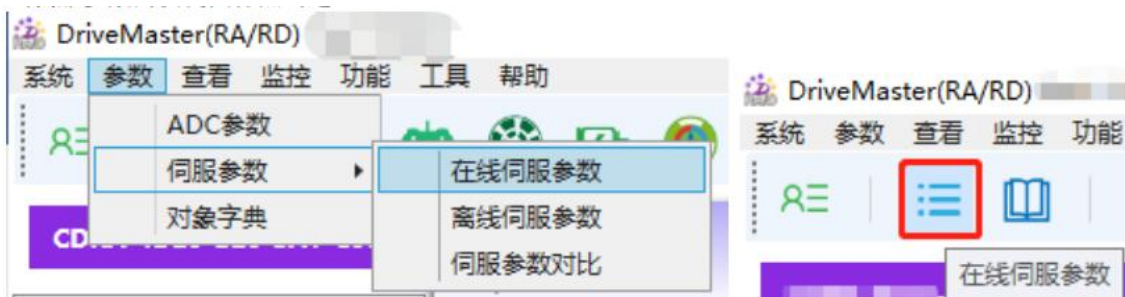 DriveMaster(RA/RD)
系统 参数 查看 监控 功能 工具 帮助
ADC参数
伺服参数
在线伺服参数
对象字典
离线伺服参数
伺服参数对比
DriveMaster(RA/RD)
系统 参数 查看 监控 功能
在线伺服参数